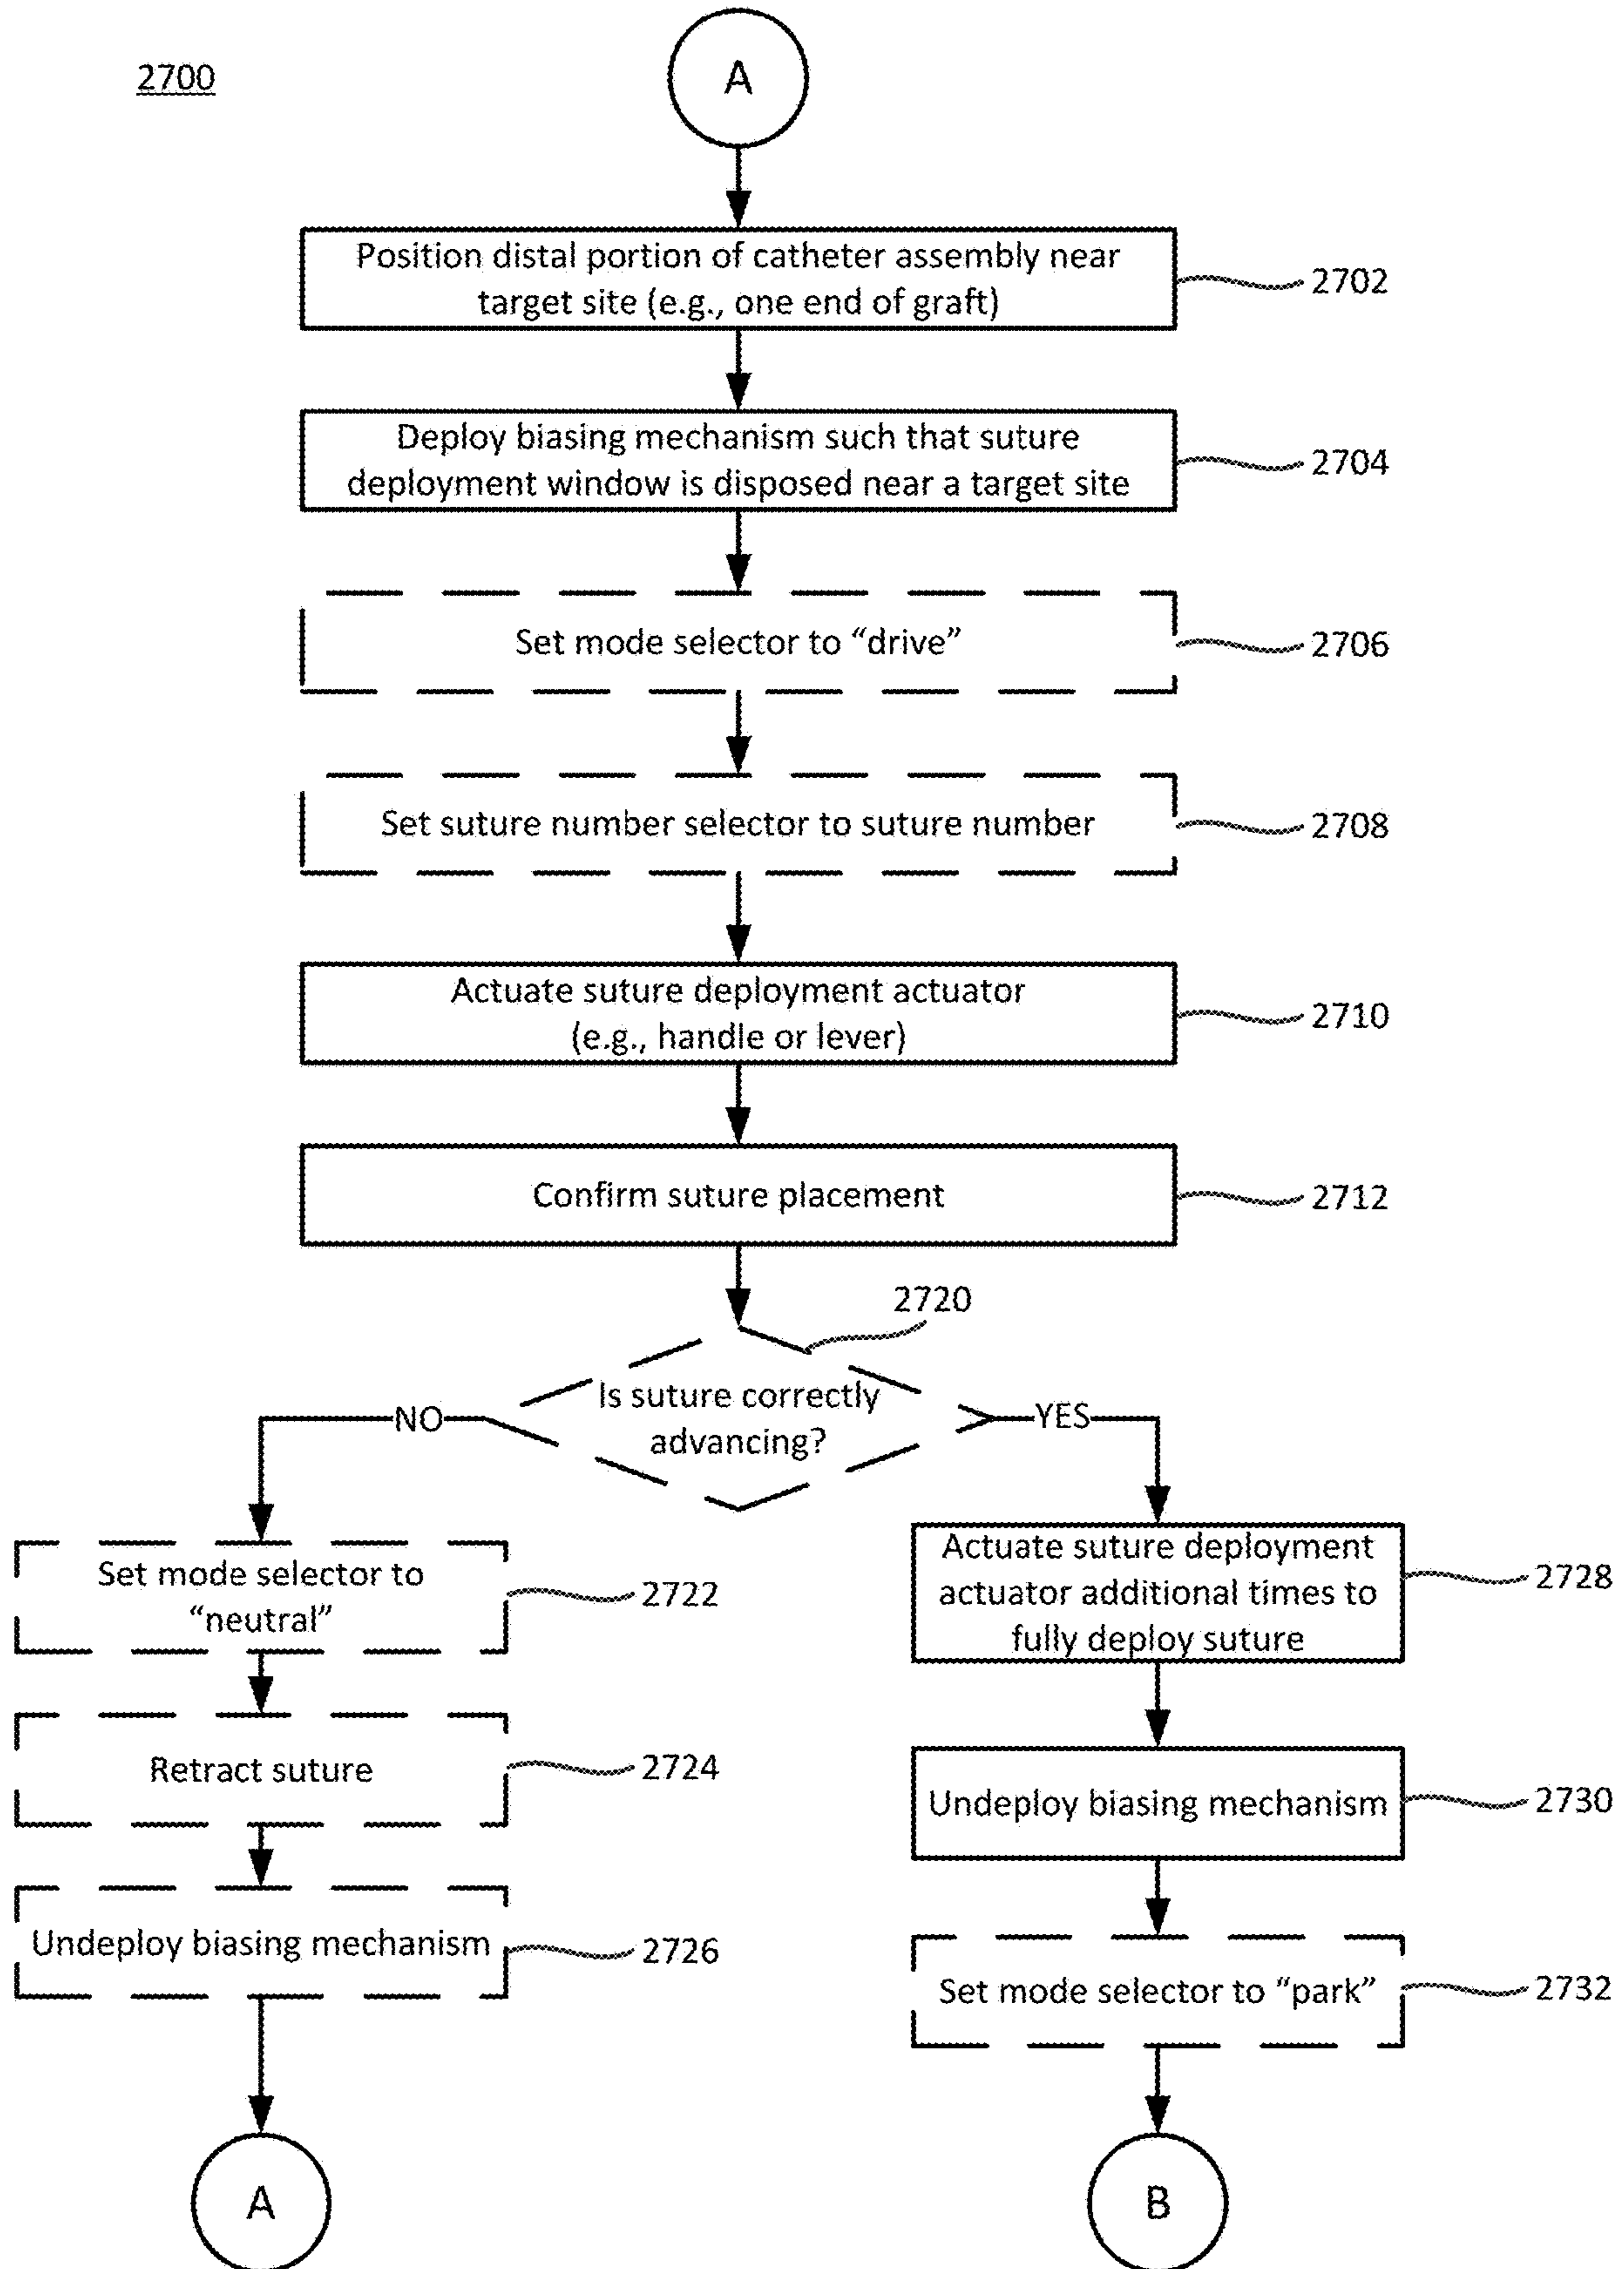 2700
A
Position distal portion of catheter assembly near
target site (e.g., one end of graft)
2702
Deploy biasing mechanism such that suture
deployment window is disposed near a target site
2704
Set mode selector to “drive”
2706
Set suture number selector to suture number
2708
Actuate suture deployment actuator
(e.g., handle or lever)
2710
Confirm suture placement
2712
2720
Is suture correctly
advancing?
NO
YES
Set mode selector to
“neutral”
2722
Retract suture
2724
Undeploy biasing mechanism
2726
A
Actuate suture deployment
actuator additional times to
fully deploy suture
2728
Undeploy biasing mechanism
2730
Set mode selector to “park”
2732
B